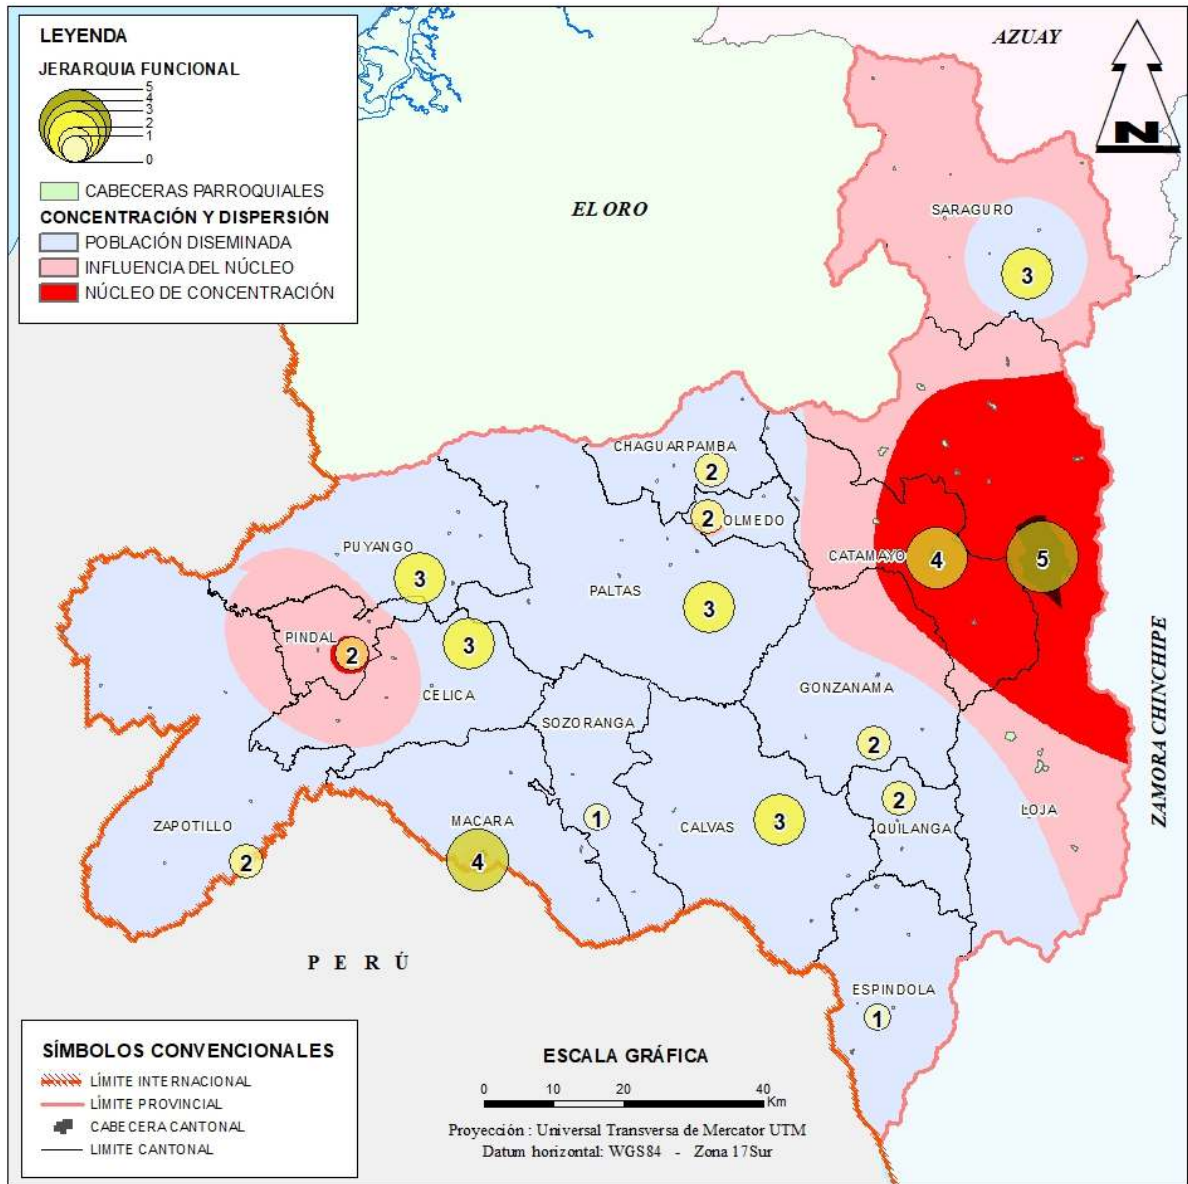 LEYENDA
JERARQUIA FUNCIONAL
5
4
3
2
1
0
CABECERAS PARROQUIALES
CONCENTRACIÓN Y DISPERSIÓN
POBLACIÓN DISEMINADA
INFLUENCIA DEL NÚCLEO
NÚCLEO DE CONCENTRACIÓN
AZUAY
N
EL ORO
SARAGURO
3
CHAGUARPAMBA
2
2
OLMEDO
PUYANGO
3
CATAMAYO
4
5
PALTAS
3
PINDAL
2
3
CELICA
GONZANAMA
2
SOZORANGA
ZAMORA CHINCHIPE
2
QUILANGA
LOJA
ZAPOTILLO
2
MACARA
4
1
CALVAS
3
PERÚ
ESPINDOLA
1
SÍMBOLOS CONVENCIONALES
LÍMITE INTERNACIONAL
LÍMITE PROVINCIAL
CABECERA CANTONAL
LIMITE CANTONAL
ESCALA GRÁFICA
0 10 20 40
Km
Proyección : Universal Transversa de Mercator UTM
Datum horizontal: WGS84 - Zona 17Sur